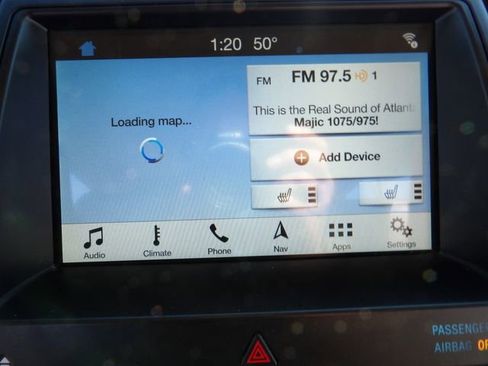 1:20 50°
FM FM 97.5 HD 1
This is the Real Sound of Atlant
Majic 1075/975!
Loading map...
Add Device
Audio Climate Phone Nav Apps Settings
PASSENGER
AIRBAG